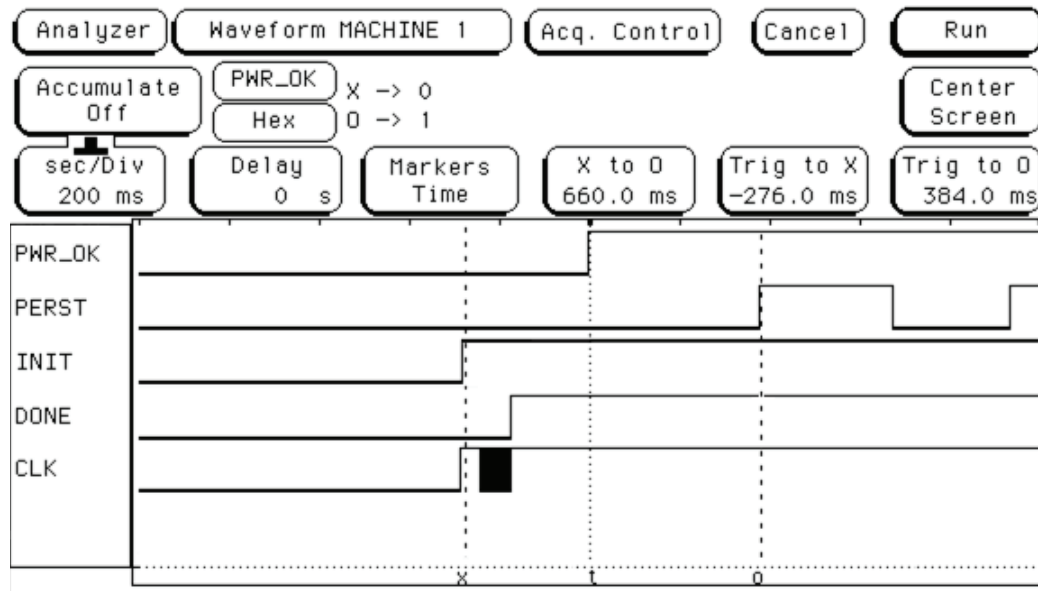 Analyzer Waveform MACHINE 1 Acq. Control Cancel Run
Accumulate Off
PWR_OK X -> 0
Hex O -> 1
Center Screen
sec/Div 200 ms
Delay 0 s
Markers Time
X to O 660.0 ms
Trig to X -276.0 ms
Trig to O 384.0 ms
PWR_OK
PERST
INIT
DONE
CLK
X t O